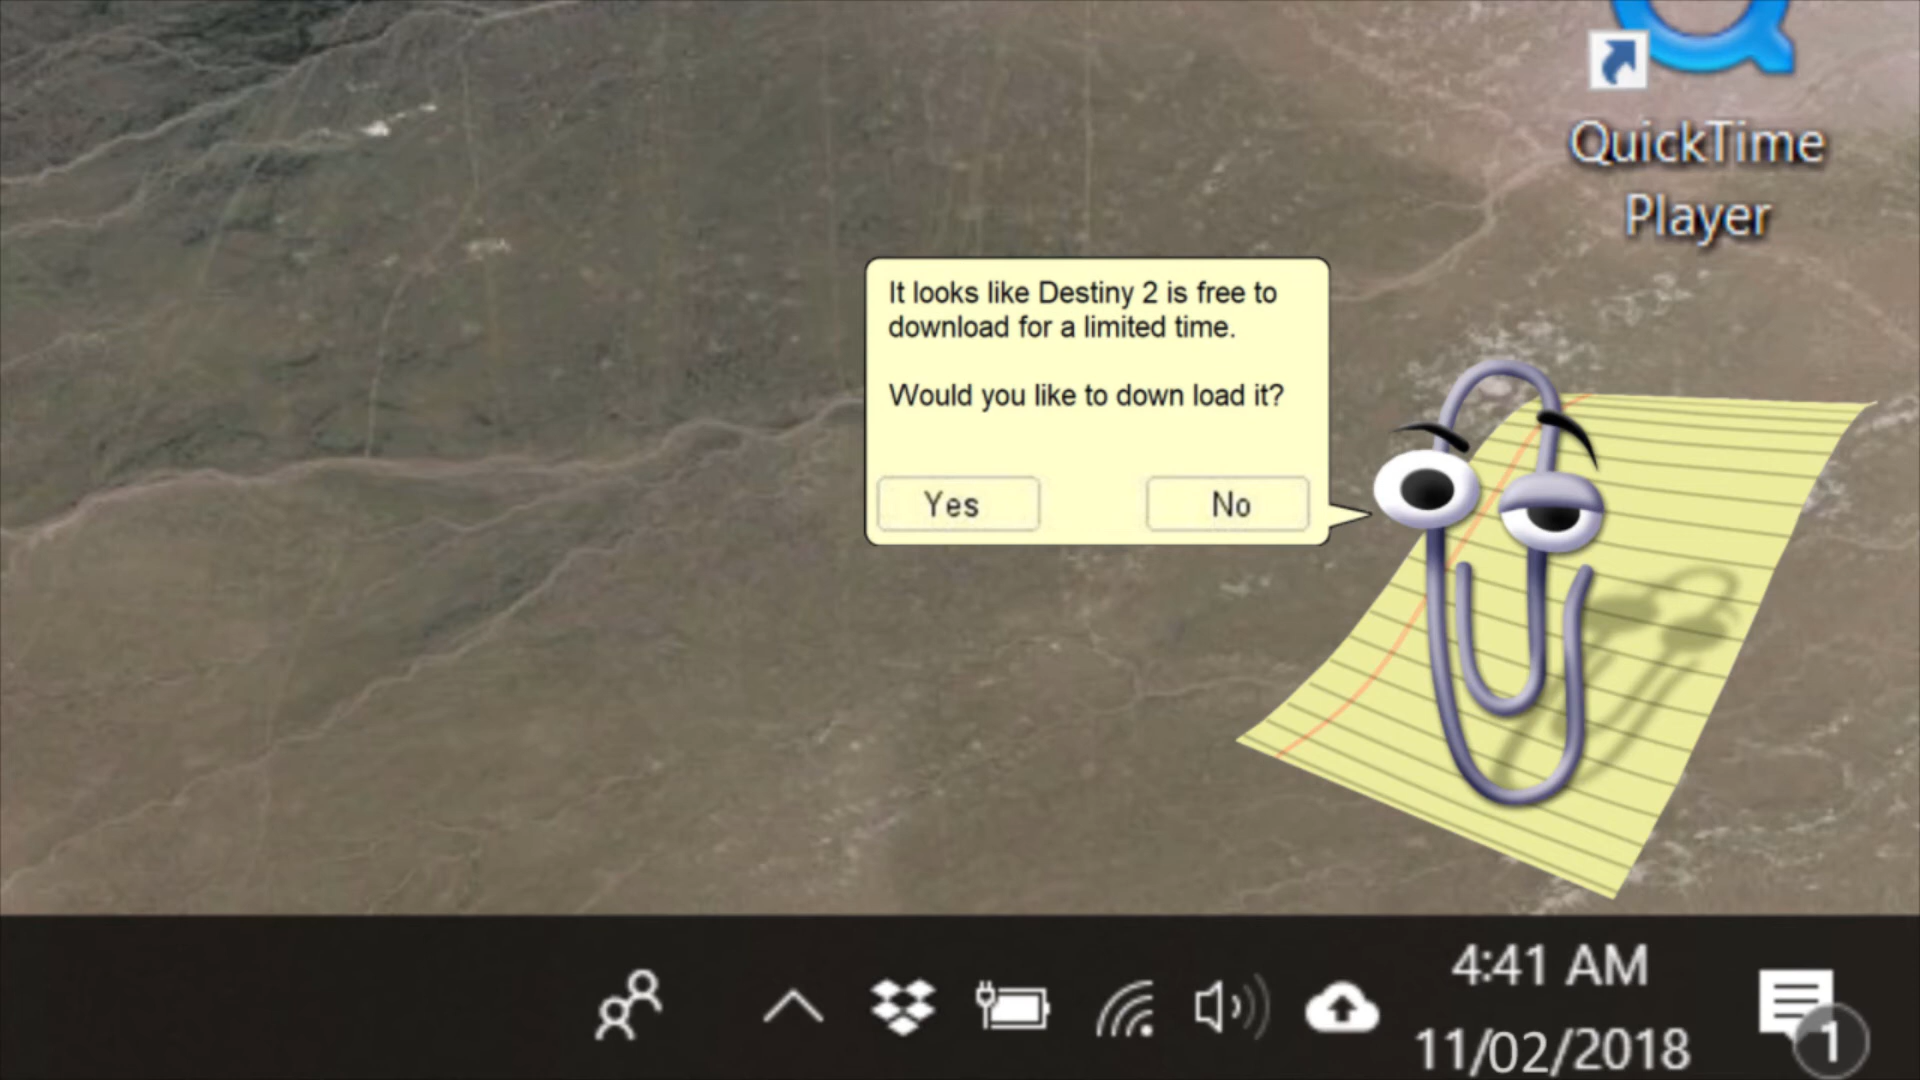 QuickTime
Player
It looks like Destiny 2 is free to
download for a limited time.
Would you like to down load it?
Yes
No
4:41 AM
11/02/2018
1